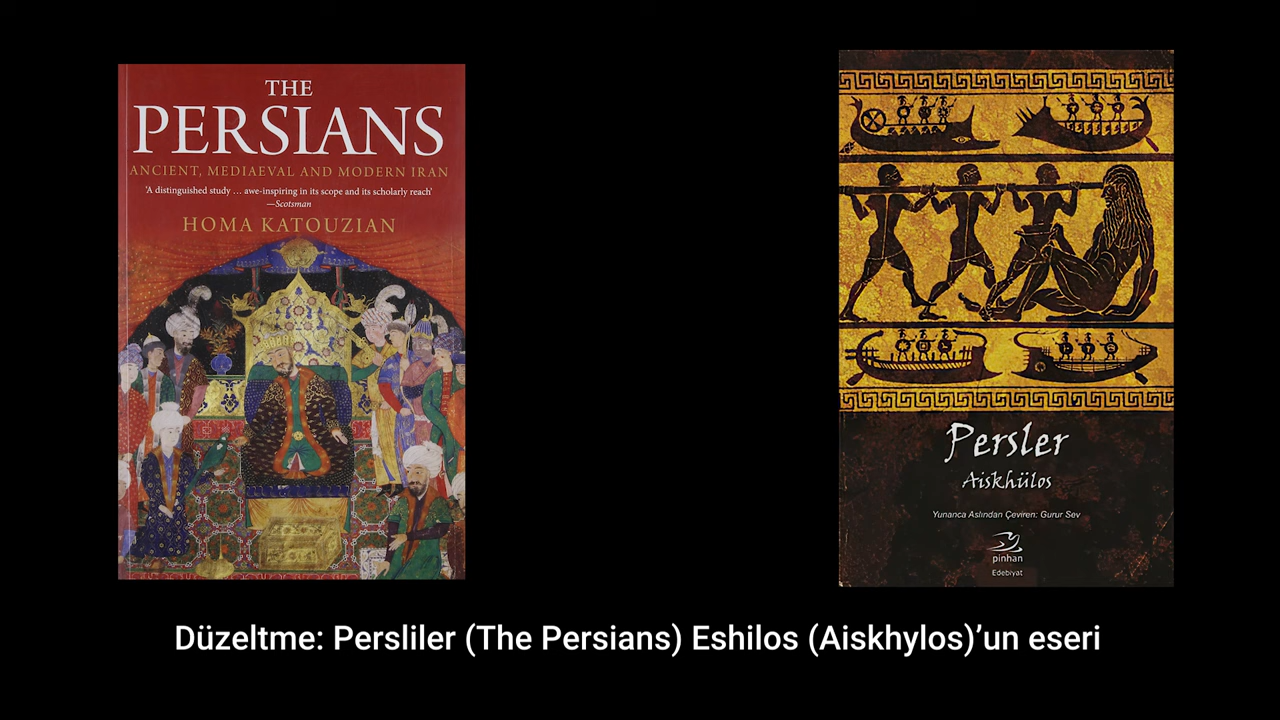 THE
PERSIANS
ANCIENT, MEDIAEVAL AND MODERN IRAN
'A distinguished study ... awe-inspiring in its scope and its scholarly reach'
—Scotsman
HOMA KATOUZIAN
Persler
Aiskhülos
Yunanca Aslından Çeviren: Gurur Sev
pinhan
Edebiyat
Düzeltme: Persliler (The Persians) Eshilos (Aiskhylos)’un eseri